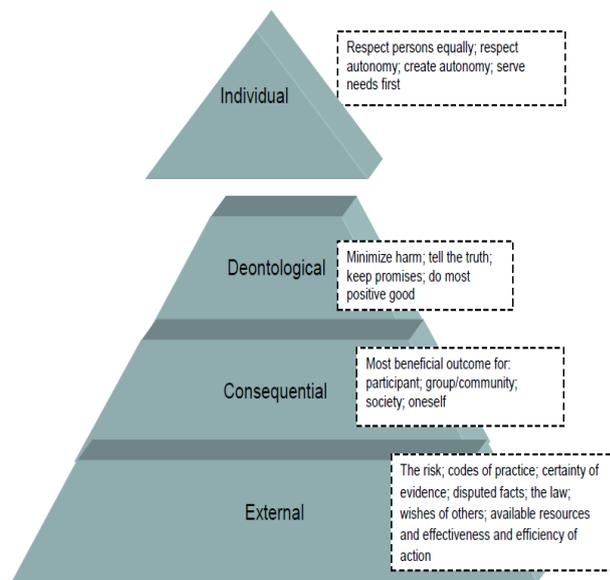 Individual
Respect persons equally; respect
autonomy; create autonomy; serve
needs first
Deontological
Minimize harm; tell the truth;
keep promises; do most
positive good
Consequential
Most beneficial outcome for:
participant; group/community;
society; oneself
External
The risk; codes of practice; certainty of
evidence; disputed facts; the law;
wishes of others; available resources
and effectiveness and efficiency of
action